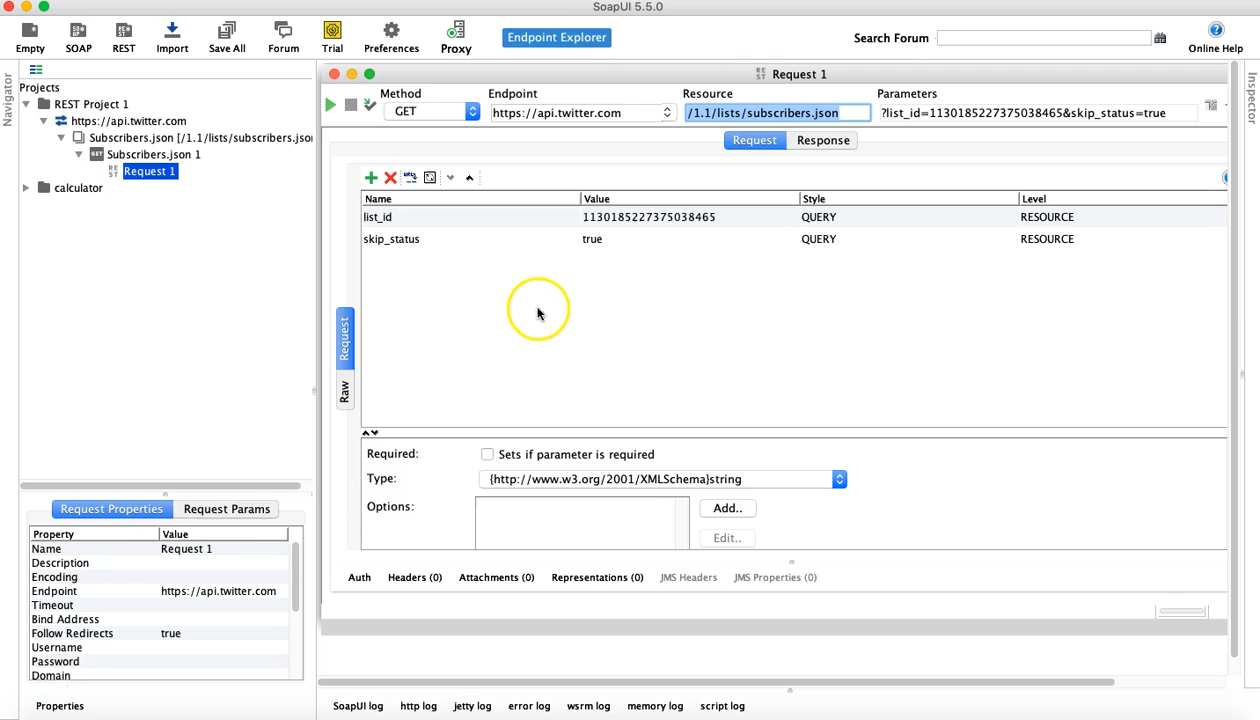 SoapUI 5.5.0
Empty SOAP REST Import Save All Forum Trial Preferences Proxy
Endpoint Explorer
Search Forum
Online Help
Navigator
Projects
REST Project 1
https://api.twitter.com
Subscribers.json [/1.1/lists/subscribers.jso
GET Subscribers.json 1
REST Request 1
calculator
Request Properties Request Params
Property Value
Name Request 1
Description
Encoding
Endpoint https://api.twitter.com
Timeout
Bind Address
Follow Redirects true
Username
Password
Domain
Properties
REST Request 1
Method Endpoint Resource Parameters
GET https://api.twitter.com /1.1/lists/subscribers.json ?list_id=1130185227375038465&skip_status=true
Request Response
Name Value Style Level
list_id 1130185227375038465 QUERY RESOURCE
skip_status true QUERY RESOURCE
Request
Raw
Required: Sets if parameter is required
Type: {http://www.w3.org/2001/XMLSchema}string
Options: Add..
Edit..
Auth Headers (0) Attachments (0) Representations (0) JMS Headers JMS Properties (0)
SoapUI log http log jetty log error log wsrm log memory log script log
Inspector